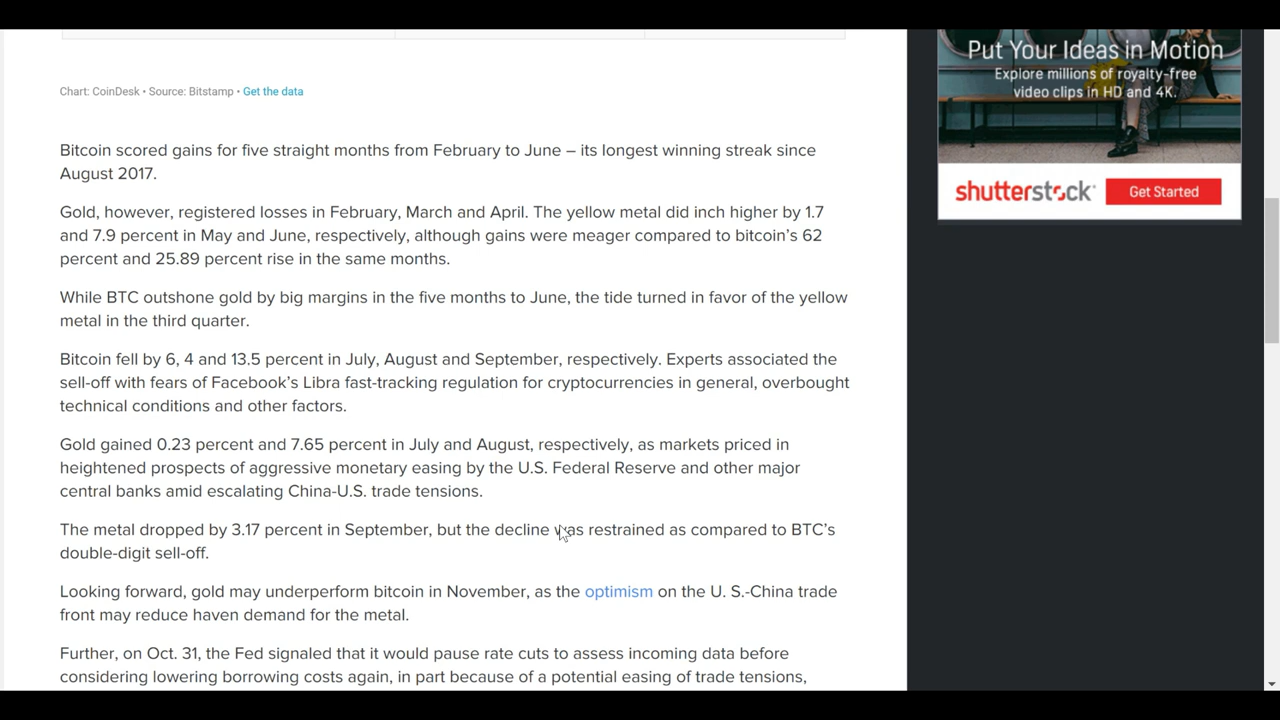 Chart: CoinDesk • Source: Bitstamp • Get the data
Bitcoin scored gains for five straight months from February to June – its longest winning streak since
August 2017.
Gold, however, registered losses in February, March and April. The yellow metal did inch higher by 1.7
and 7.9 percent in May and June, respectively, although gains were meager compared to bitcoin's 62
percent and 25.89 percent rise in the same months.
While BTC outshone gold by big margins in the five months to June, the tide turned in favor of the yellow
metal in the third quarter.
Bitcoin fell by 6, 4 and 13.5 percent in July, August and September, respectively. Experts associated the
sell-off with fears of Facebook's Libra fast-tracking regulation for cryptocurrencies in general, overbought
technical conditions and other factors.
Gold gained 0.23 percent and 7.65 percent in July and August, respectively, as markets priced in
heightened prospects of aggressive monetary easing by the U.S. Federal Reserve and other major
central banks amid escalating China-U.S. trade tensions.
The metal dropped by 3.17 percent in September, but the decline was restrained as compared to BTC's
double-digit sell-off.
Looking forward, gold may underperform bitcoin in November, as the optimism on the U. S.-China trade
front may reduce haven demand for the metal.
Further, on Oct. 31, the Fed signaled that it would pause rate cuts to assess incoming data before
considering lowering borrowing costs again, in part because of a potential easing of trade tensions,
Put Your Ideas in Motion
Explore millions of royalty-free
video clips in HD and 4K.
shutterstock
Get Started